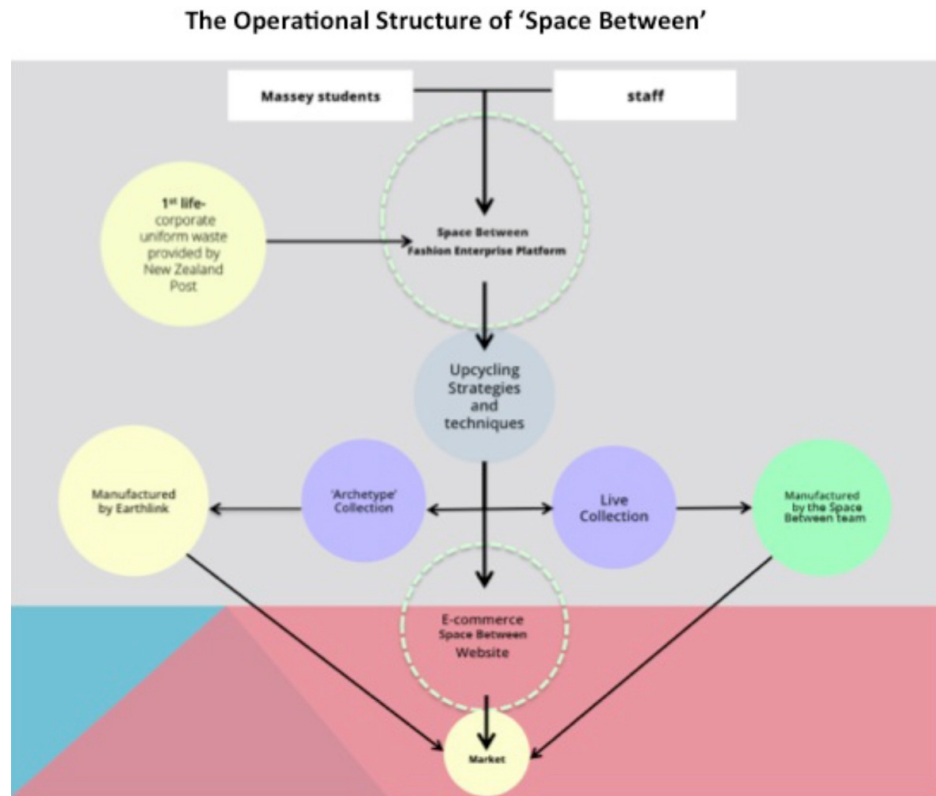 The Operational Structure of ‘Space Between’
Massey students
staff
1st life-
corporate
uniform waste
provided by
New Zealand
Post
Space Between
Fashion Enterprise Platform
Upcycling
Strategies
and
techniques
Manufactured
by Earthlink
‘Archetype’
Collection
Live
Collection
Manufactured
by the Space
Between team
E-commerce
Space Between
Website
Market